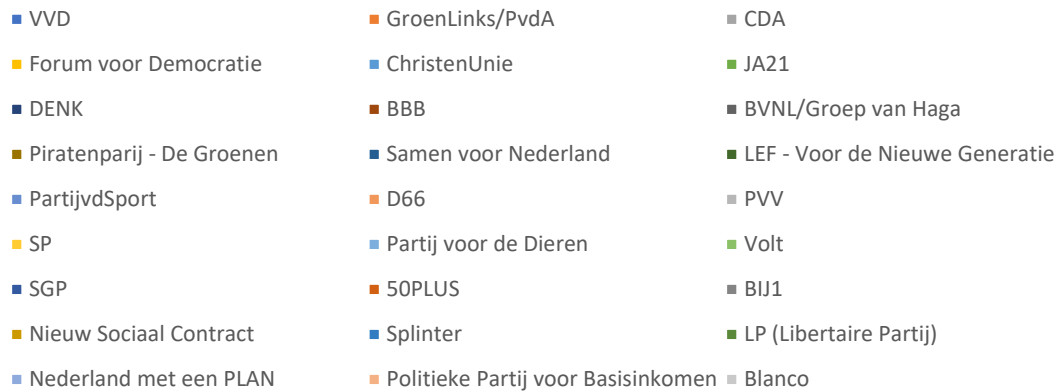 VVD GroenLinks/PvdA CDA
Forum voor Democratie ChristenUnie JA21
DENK BBB BVNL/Groep van Haga
Piratenparij - De Groenen Samen voor Nederland LEF - Voor de Nieuwe Generatie
PartijvdSport D66 PVV
SP Partij voor de Dieren Volt
SGP 50PLUS BIJ1
Nieuw Sociaal Contract Splinter LP (Libertaire Partij)
Nederland met een PLAN Politieke Partij voor Basisinkomen Blanco